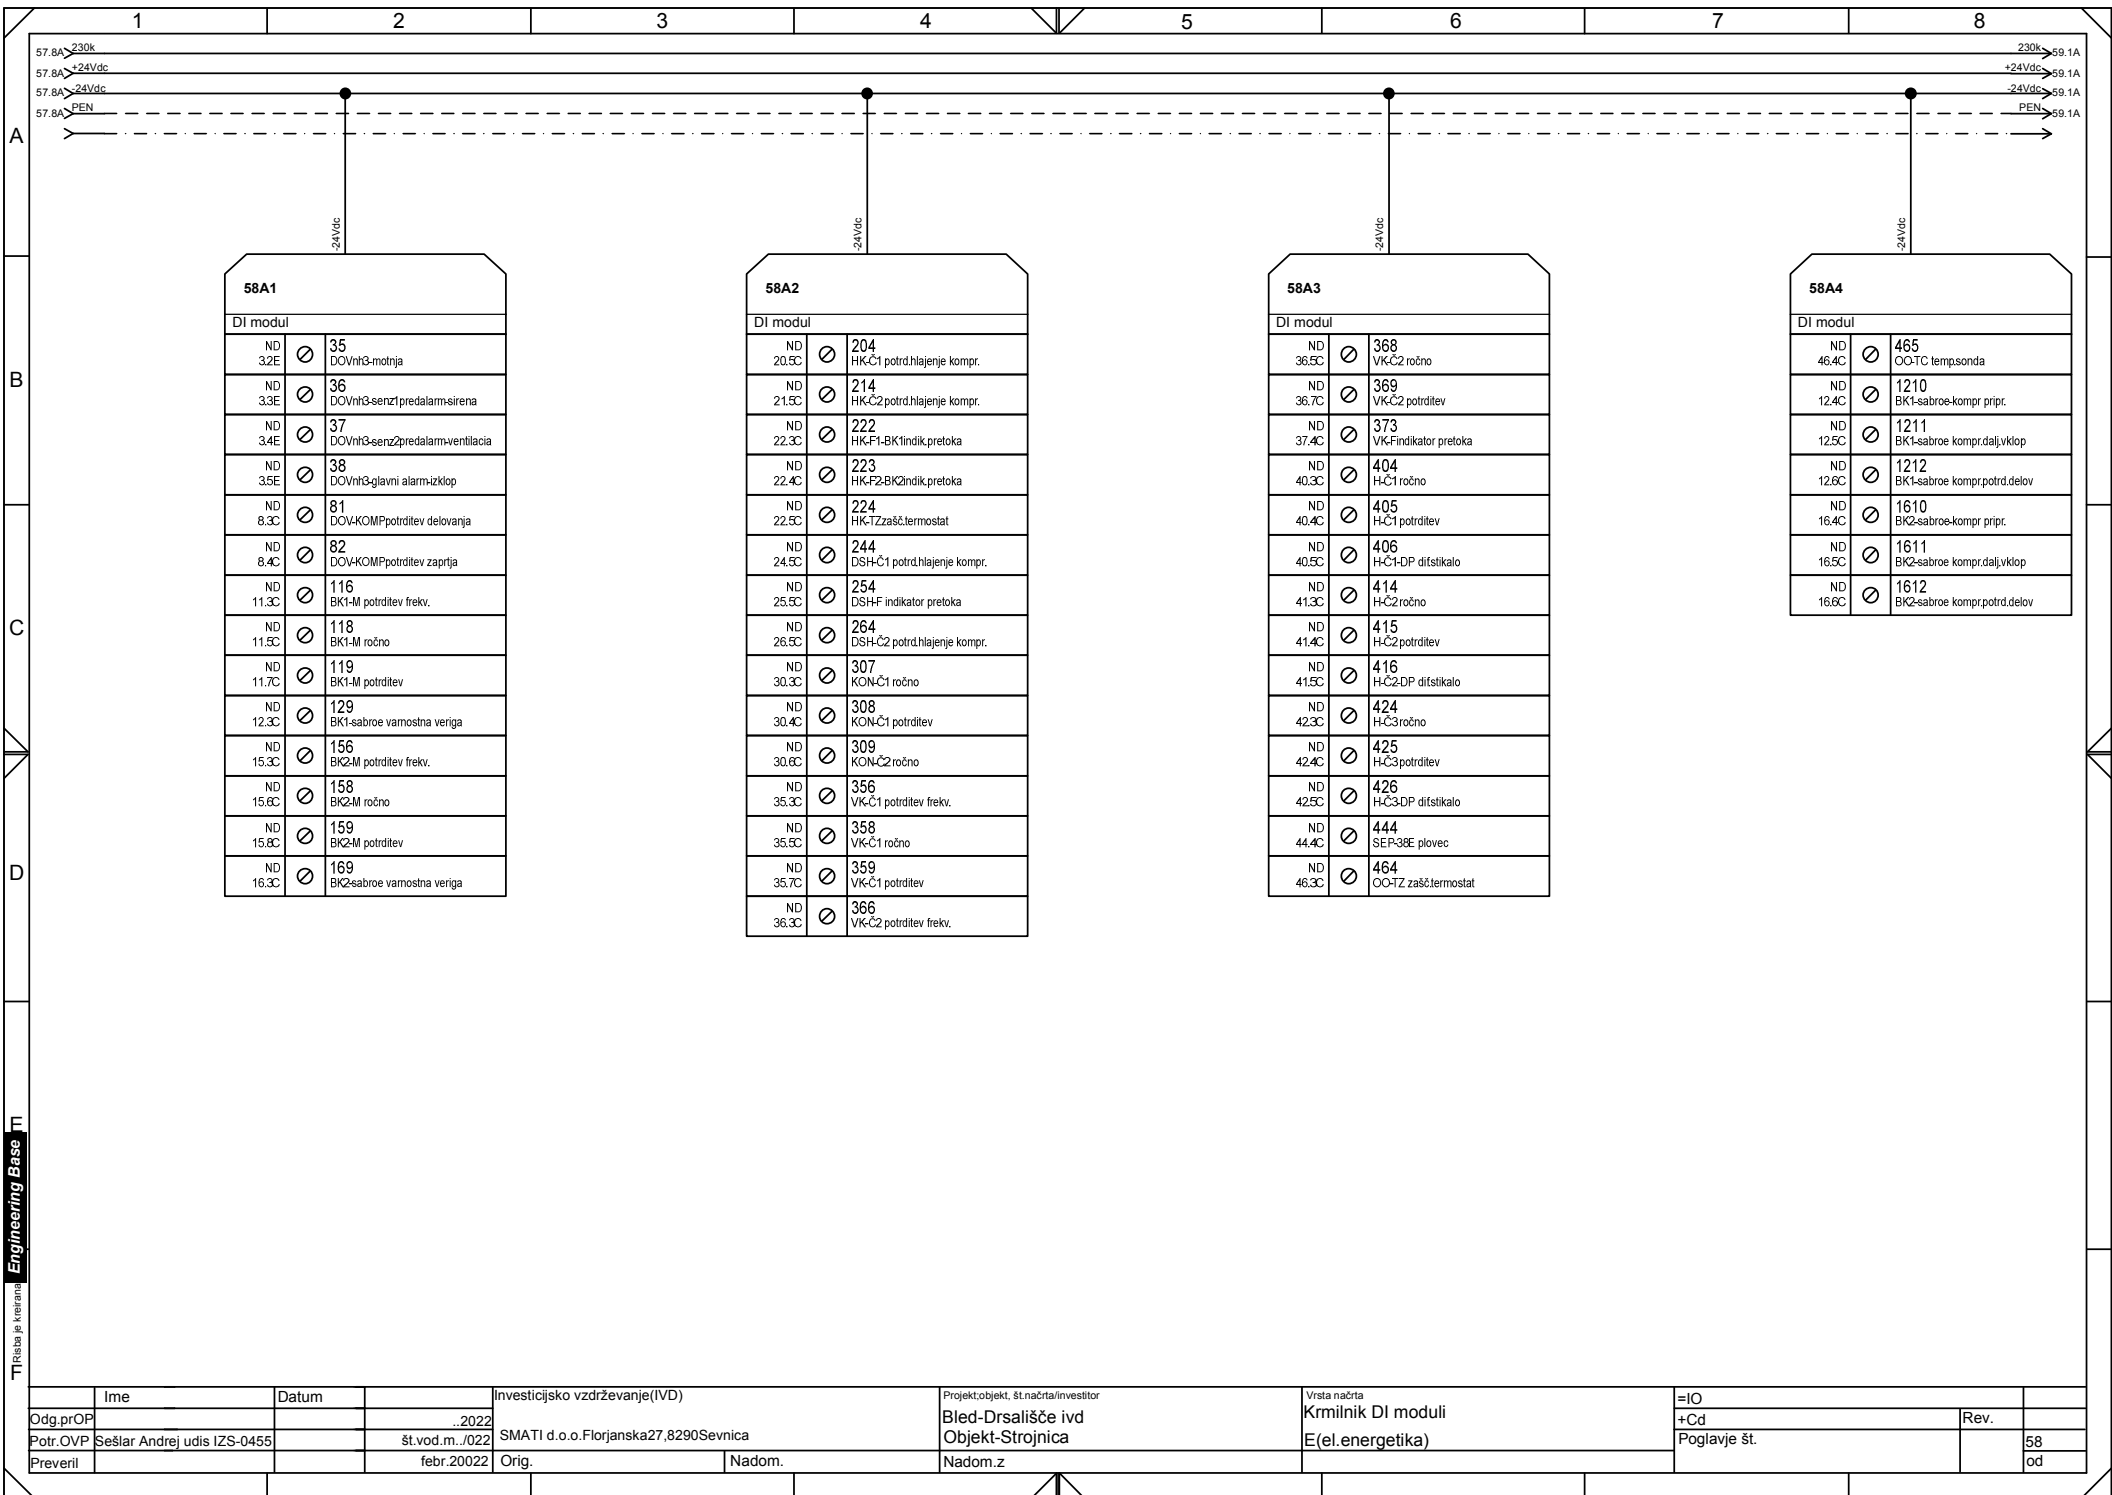 1 2 3 4 5 6 7 8
57.8A 230k 230k 59.1A
57.8A +24Vdc +24Vdc 59.1A
57.8A -24Vdc -24Vdc 59.1A
57.8A PEN PEN 59.1A
A
B
C
D
E
F
-24Vdc
58A1
DI modul
ND 35
3.2E DOVnh3-motnja
ND 36
3.3E DOVnh3-senz1predalarm-sirena
ND 37
3.4E DOVnh3-senz2predalarm-ventilacia
ND 38
3.5E DOVnh3-glavni alarm-izklop
ND 81
8.3C DOV-KOMPpotrditev delovanja
ND 82
8.4C DOV-KOMPpotrditev zaprtja
ND 116
11.3C BK1-M potrditev frekv.
ND 118
11.5C BK1-M ročno
ND 119
11.7C BK1-M potrditev
ND 129
12.3C BK1-sabroe varnostna veriga
ND 156
15.3C BK2-M potrditev frekv.
ND 158
15.6C BK2-M ročno
ND 159
15.8C BK2-M potrditev
ND 169
16.3C BK2-sabroe varnostna veriga
-24Vdc
58A2
DI modul
ND 204
20.5C HK-Č1 potrd.hlajenje kompr.
ND 214
21.5C HK-Č2 potrd.hlajenje kompr.
ND 222
22.3C HK-F1-BK1indik.pretoka
ND 223
22.4C HK-F2-BK2indik.pretoka
ND 224
22.5C HK-TZzašč.termostat
ND 244
24.5C DSH-Č1 potrd.hlajenje kompr.
ND 254
25.5C DSH-F indikator pretoka
ND 264
26.5C DSH-Č2 potrd.hlajenje kompr.
ND 307
30.3C KON-Č1 ročno
ND 308
30.4C KON-Č1 potrditev
ND 309
30.6C KON-Č2 ročno
ND 356
35.3C VK-Č1 potrditev frekv.
ND 358
35.5C VK-Č1 ročno
ND 359
35.7C VK-Č1 potrditev
ND 366
36.3C VK-Č2 potrditev frekv.
-24Vdc
58A3
DI modul
ND 368
36.5C VK-Č2 ročno
ND 369
36.7C VK-Č2 potrditev
ND 373
37.4C VK-Findikator pretoka
ND 404
40.3C H-Č1 ročno
ND 405
40.4C H-Č1 potrditev
ND 406
40.5C H-Č1-DP dif.stikalo
ND 414
41.3C H-Č2 ročno
ND 415
41.4C H-Č2 potrditev
ND 416
41.5C H-Č2-DP dif.stikalo
ND 424
42.3C H-Č3 ročno
ND 425
42.4C H-Č3 potrditev
ND 426
42.5C H-Č3-DP dif.stikalo
ND 444
44.4C SEP-38E plovec
ND 464
46.3C OO-TZ zašč.termostat
-24Vdc
58A4
DI modul
ND 465
46.4C OO-TC temp.sonda
ND 1210
12.4C BK1-sabroe-kompr pripr.
ND 1211
12.5C BK1-sabroe kompr.dalj.vklop
ND 1212
12.6C BK1-sabroe kompr.potrd.delov
ND 1610
16.4C BK2-sabroe-kompr pripr.
ND 1611
16.5C BK2-sabroe kompr.dalj.vklop
ND 1612
16.6C BK2-sabroe kompr.potrd.delov
Risba je kreirana Engineering Base
Ime Datum
Odg.prOP ..2022
Potr.OVP Sešlar Andrej udis IZS-0455 št.vod.m../022
Preveril febr.20022
Investicijsko vzdrževanje(IVD)
SMATI d.o.o.Florjanska27,8290Sevnica
Orig. Nadom.
Projekt;objekt, št.načrta/investitor
Bled-Drsališče ivd
Objekt-Strojnica
Nadom.z
Vrsta načrta
Krmilnik DI moduli
E(el.energetika)
=IO
+Cd Rev.
Poglavje št. 58
od